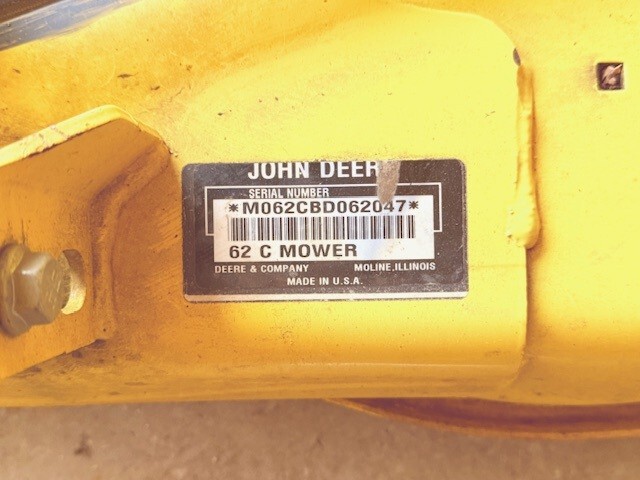 JOHN DEERE
SERIAL NUMBER
*M062CBD062047*
62 C MOWER
DEERE & COMPANY MOLINE, ILLINOIS
MADE IN U.S.A.